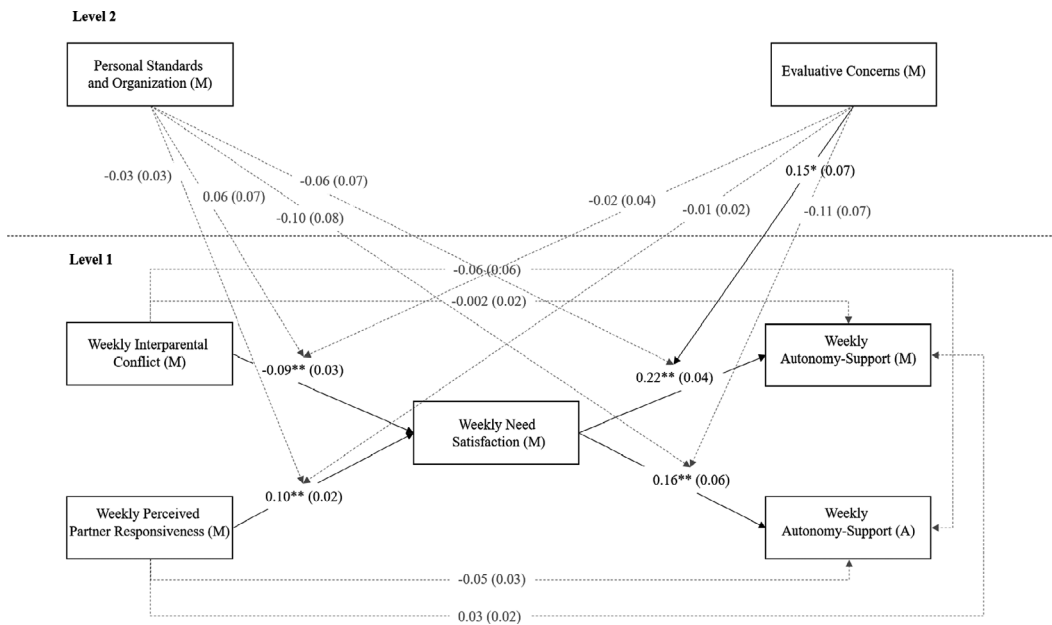 Level 2
Personal Standards
and Organization (M)
Evaluative Concerns (M)
-0.03 (0.03)
0.06 (0.07)
-0.10 (0.08)
-0.06 (0.07)
-0.02 (0.04)
-0.01 (0.02)
0.15* (0.07)
-0.11 (0.07)
Level 1
-0.06 (0.06)
-0.002 (0.02)
Weekly Interparental
Conflict (M)
-0.09** (0.03)
0.22** (0.04)
Weekly
Autonomy-Support (M)
Weekly Need
Satisfaction (M)
Weekly Perceived
Partner Responsiveness (M)
0.10** (0.02)
0.16** (0.06)
Weekly
Autonomy-Support (A)
-0.05 (0.03)
0.03 (0.02)